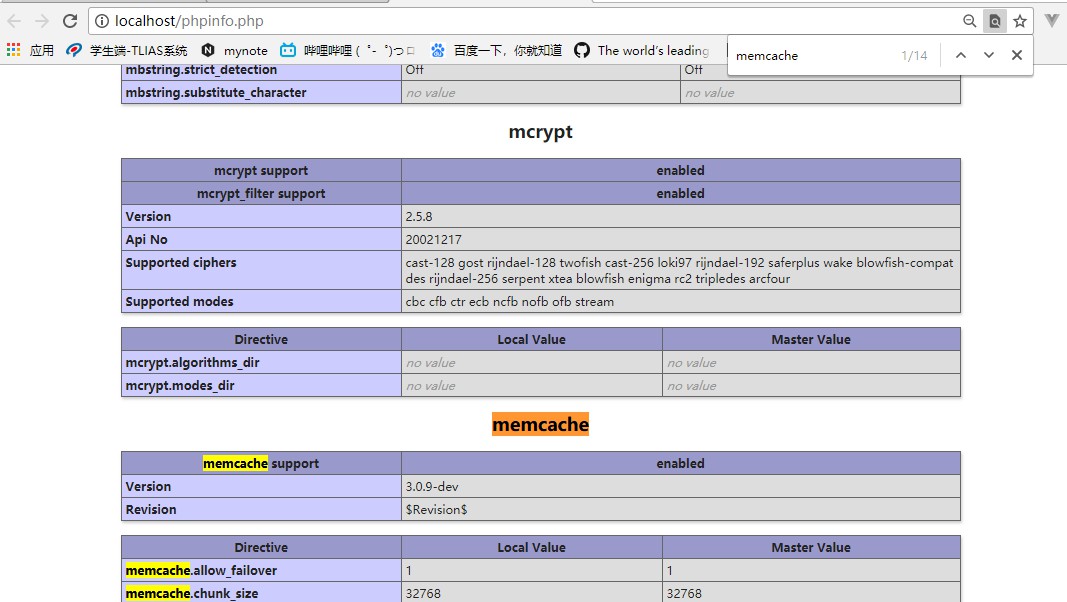 localhost/phpinfo.php
应用 学生端-TLIAS系统 mynote 哔哩哔哩 ( ゜- ゜)つロ 百度一下，你就知道 The world's leading
memcache 1/14
mbstring.strict_detection Off Off
mbstring.substitute_character no value no value
mcrypt
mcrypt support enabled
mcrypt_filter support enabled
Version 2.5.8
Api No 20021217
Supported ciphers cast-128 gost rijndael-128 twofish cast-256 loki97 rijndael-192 saferplus wake blowfish-compat
des rijndael-256 serpent xtea blowfish enigma rc2 tripledes arcfour
Supported modes cbc cfb ctr ecb ncfb nofb ofb stream
Directive Local Value Master Value
mcrypt.algorithms_dir no value no value
mcrypt.modes_dir no value no value
memcache
memcache support enabled
Version 3.0.9-dev
Revision $Revision$
Directive Local Value Master Value
memcache.allow_failover 1 1
memcache.chunk_size 32768 32768